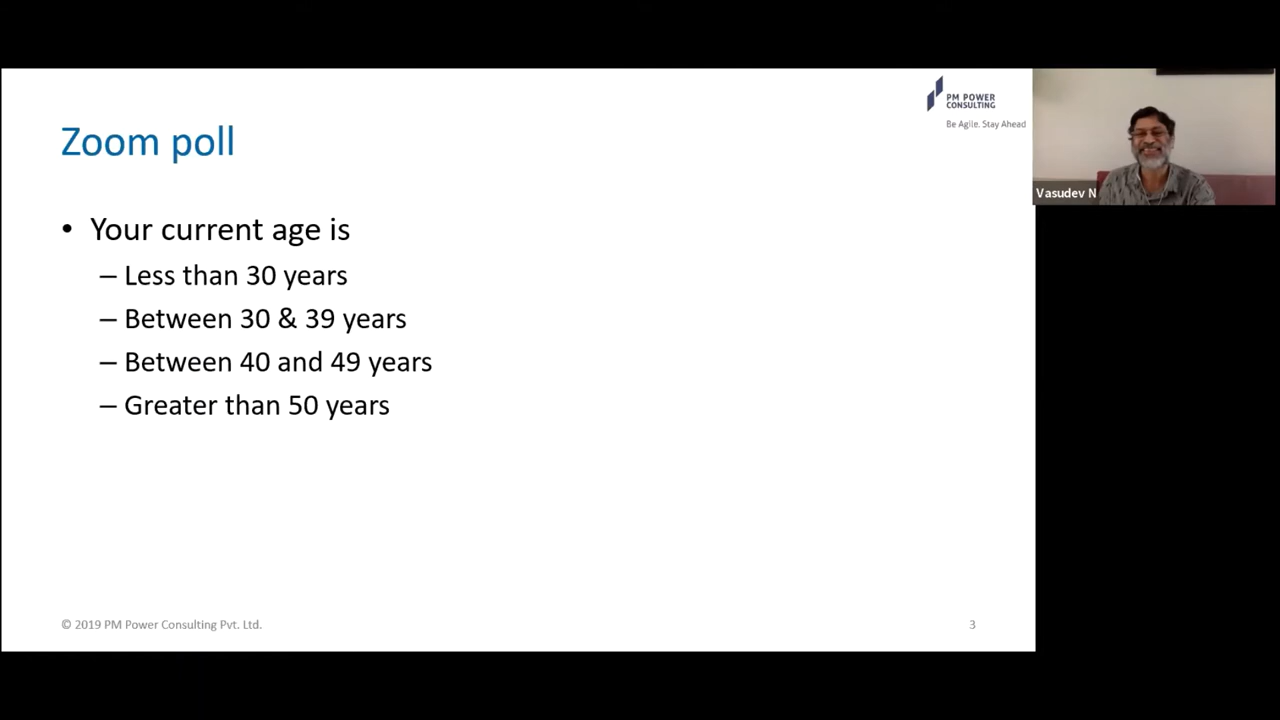 PM POWER
CONSULTING
Be Agile. Stay Ahead
Zoom poll
Vasudev N
• Your current age is
– Less than 30 years
– Between 30 & 39 years
– Between 40 and 49 years
– Greater than 50 years
© 2019 PM Power Consulting Pvt. Ltd.
3